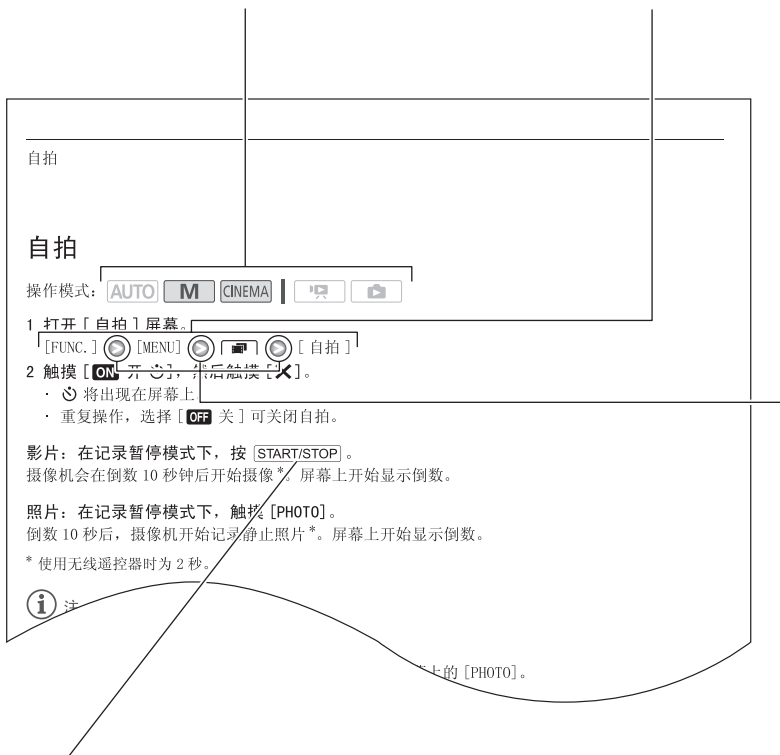 自拍
自拍
操作模式： AUTO M CINEMA
1 打开 [ 自拍 ] 屏幕。
[FUNC.] [MENU] [ 自拍 ]
2 触摸 [ON 开 ]，然后触摸 [ ]。
· 将出现在屏幕上
· 重复操作，选择 [OFF 关 ] 可关闭自拍。
影片：在记录暂停模式下，按 START/STOP 。
摄像机会在倒数 10 秒钟后开始摄像 *。屏幕上开始显示倒数。
照片：在记录暂停模式下，触摸 [PHOTO]。
倒数 10 秒后，摄像机开始记录静止照片 *。屏幕上开始显示倒数。
* 使用无线遥控器时为 2 秒。
注
上的 [PHOTO]。